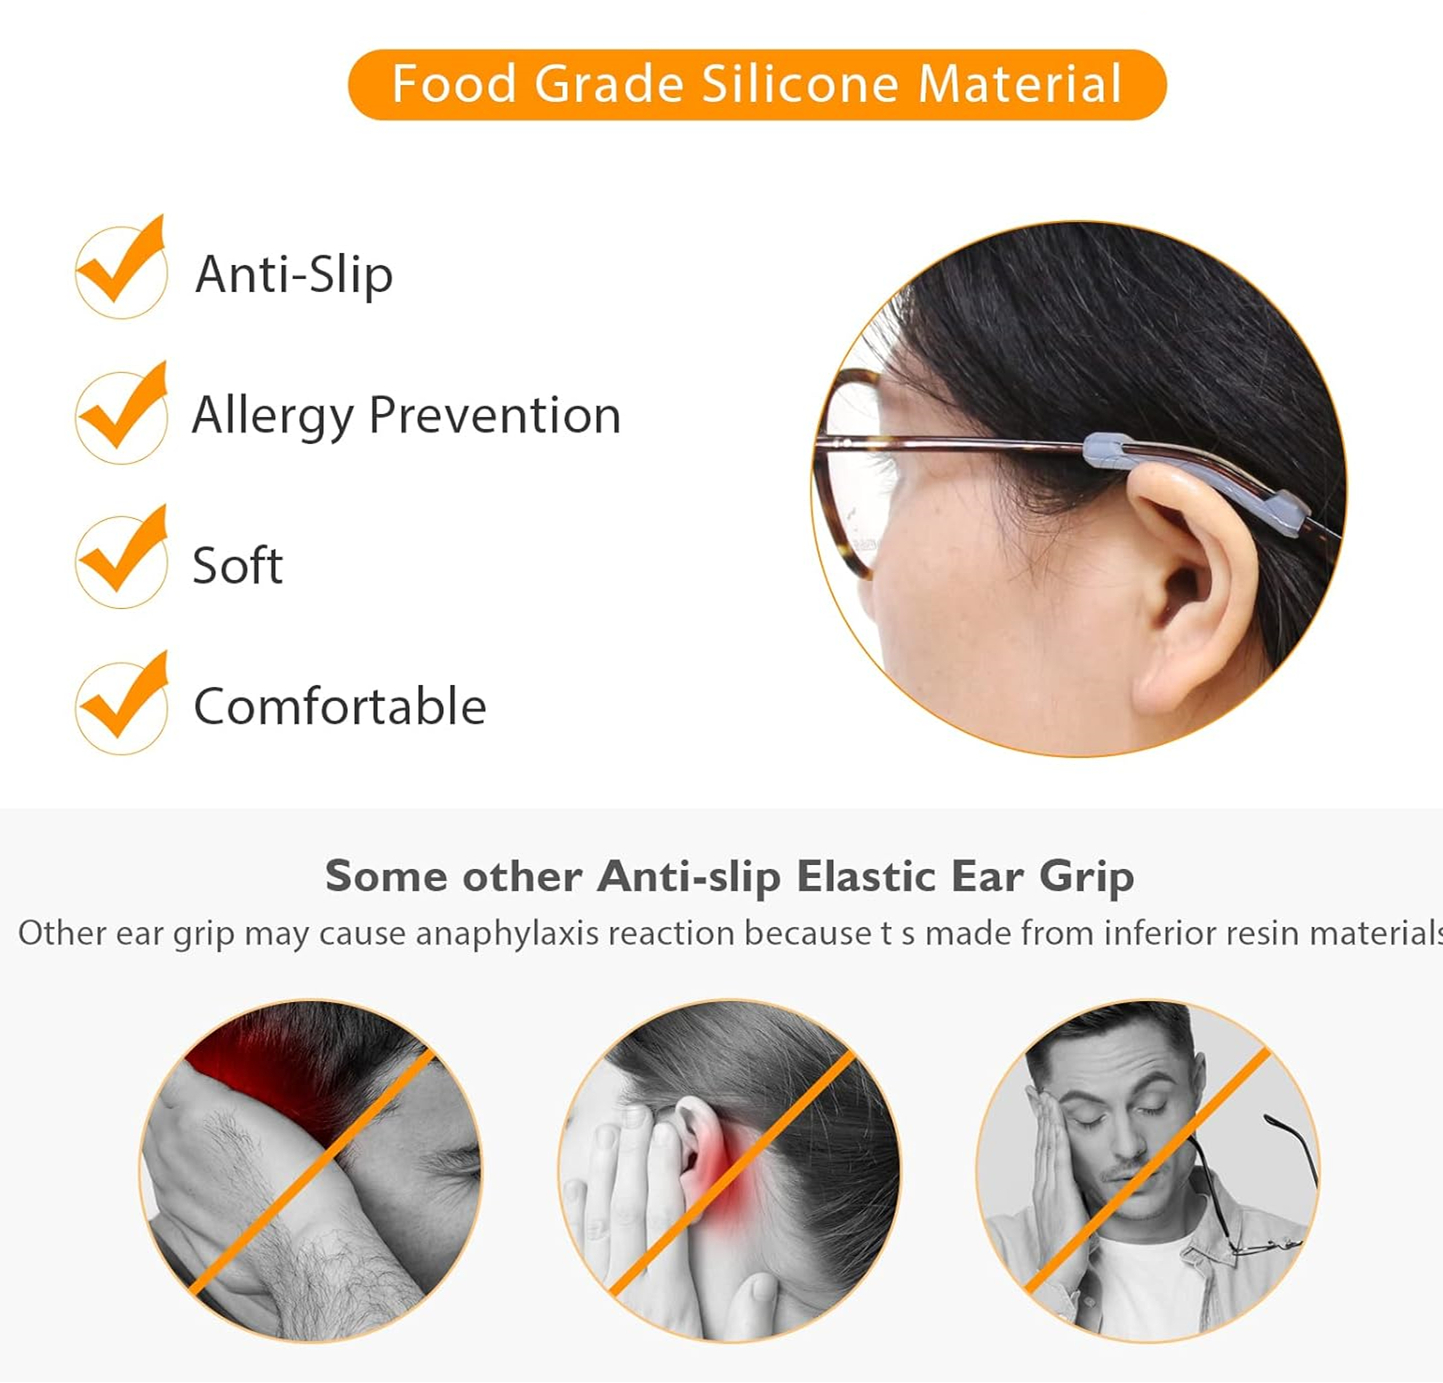 Food Grade Silicone Material
Anti-Slip
Allergy Prevention
Soft
Comfortable
Some other Anti-slip Elastic Ear Grip
Other ear grip may cause anaphylaxis reaction because t s made from inferior resin materials